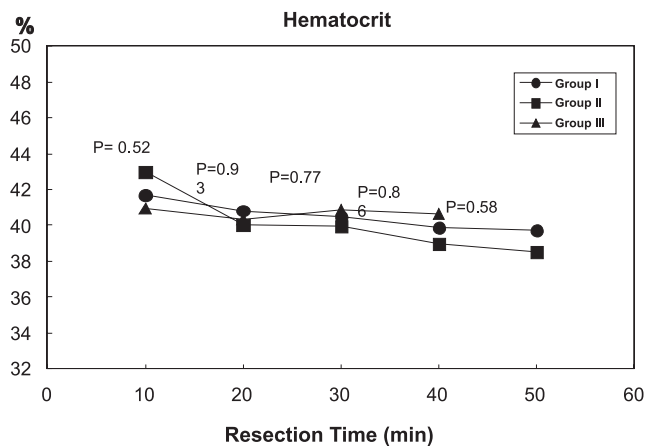 Hematocrit
%
50
48
46
44
42
40
38
36
34
32
Group I
Group II
Group III
P= 0.52
P=0.9
3
P=0.77
P=0.8
6
P=0.58
0
10
20
30
40
50
60
Resection Time (min)